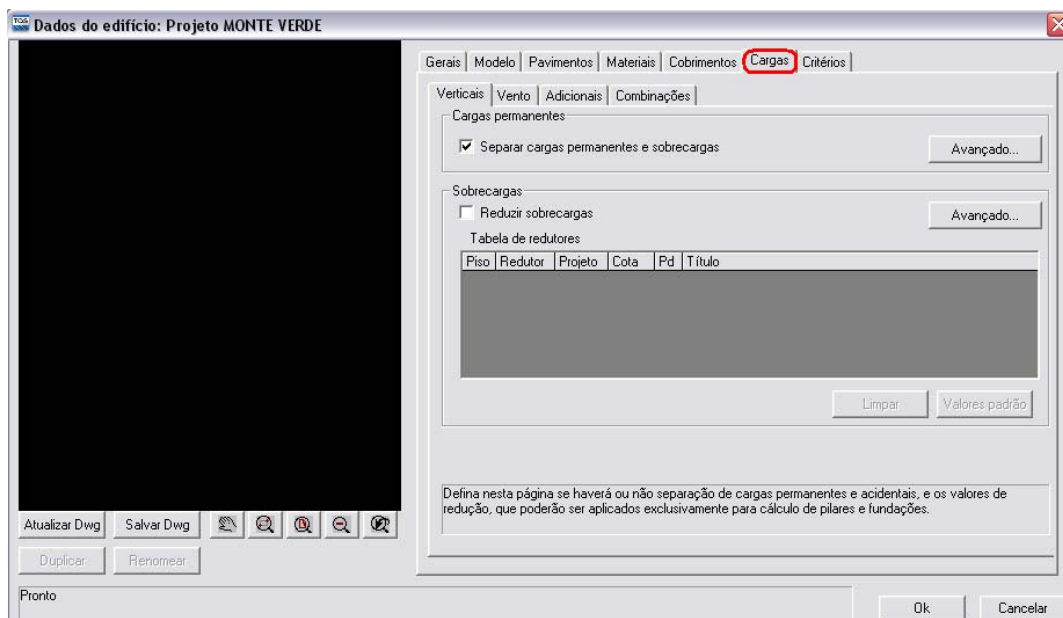 TQS Dados do edifício: Projeto MONTE VERDE
Gerais Modelo Pavimentos Materiais Cobrimentos Cargas Critérios
Verticais Vento Adicionais Combinações
Cargas permanentes
Separar cargas permanentes e sobrecargas
Avançado...
Sobrecargas
Reduzir sobrecargas
Avançado...
Tabela de redutores
Piso Redutor Projeto Cota Pd Título
Limpar Valores padrão
Defina nesta página se haverá ou não separação de cargas permanentes e acidentais, e os valores de
redução, que poderão ser aplicados exclusivamente para cálculo de pilares e fundações.
Atualizar Dwg Salvar Dwg
Duplicar Renomear
Pronto
Ok Cancelar